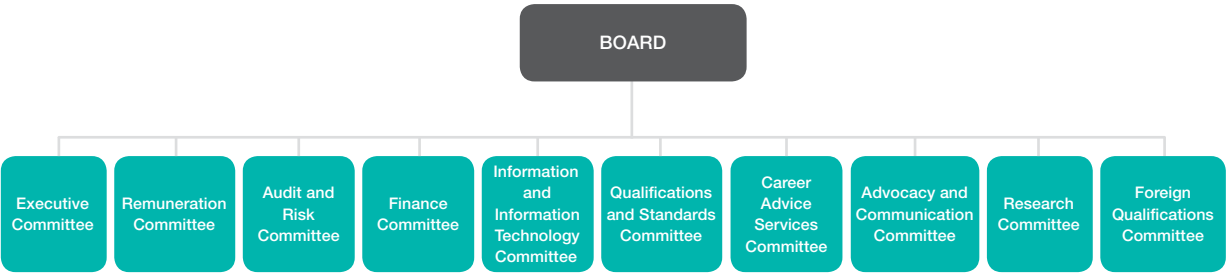 BOARD
Executive
Committee
Remuneration
Committee
Audit and
Risk
Committee
Finance
Committee
Information
and
Information
Technology
Committee
Qualifications
and Standards
Committee
Career
Advice
Services
Committee
Advocacy and
Communication
Committee
Research
Committee
Foreign
Qualifications
Committee